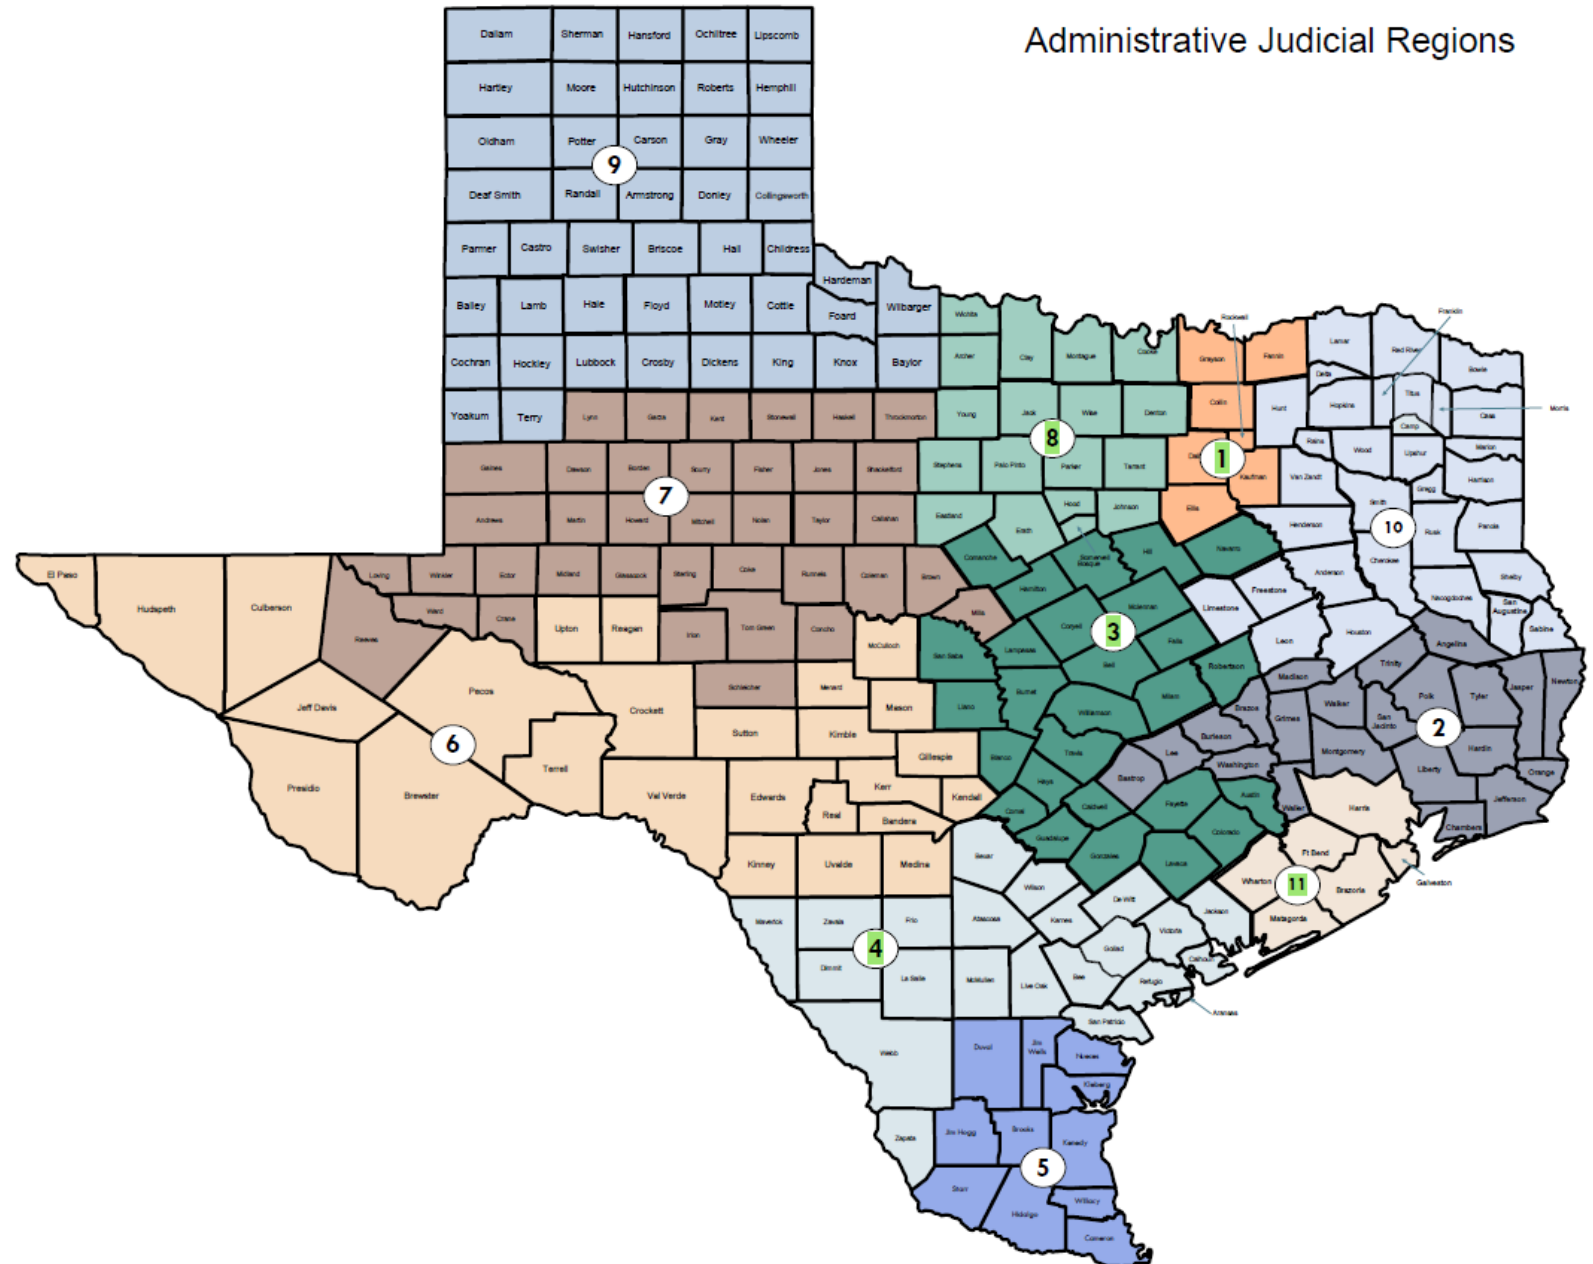 Administrative Judicial Regions
Dallam
Sherman
Hansford
Ochiltree
Lipscomb
Hartley
Moore
Hutchinson
Roberts
Hemphill
Oldham
Potter
Carson
Gray
Wheeler
9
Deaf Smith
Randall
Armstrong
Donley
Collingsworth
Parmer
Castro
Swisher
Briscoe
Hall
Childress
Hardeman
Bailey
Lamb
Hale
Floyd
Motley
Cottle
Foard
Wilbarger
Wichita
Rockwall
Franklin
Cochran
Hockley
Lubbock
Crosby
Dickens
King
Knox
Baylor
Archer
Clay
Montague
Cooke
Grayson
Fannin
Lamar
Red River
Delta
Bowie
Yoakum
Terry
Lynn
Garza
Kent
Stonewall
Haskell
Throckmorton
Young
Jack
Wise
Denton
Collin
Hunt
Hopkins
Titus
Morris
Camp
Cass
8
1
Gaines
Dawson
Borden
Scurry
Fisher
Jones
Shackelford
Stephens
Palo Pinto
Parker
Tarrant
Kaufman
Rains
Wood
Van Zandt
Upshur
Marion
Harrison
Gregg
Smith
7
Andrews
Martin
Howard
Mitchell
Nolan
Taylor
Callahan
Eastland
Erath
Hood
Johnson
Ellis
Henderson
10
Rusk
Panola
Comanche
Somervell
Bosque
Hill
Navarro
El Paso
Hudspeth
Culberson
Loving
Winkler
Ector
Midland
Glasscock
Sterling
Coke
Runnels
Coleman
Brown
Hamilton
Mclennan
Limestone
Freestone
Anderson
Cherokee
Nacogdoches
Shelby
San
Augustine
Sabine
Reeves
Ward
Crane
Upton
Reagan
Irion
Tom Green
Concho
McCulloch
Mills
San Saba
Lampasas
Coryell
3
Falls
Bell
Robertson
Leon
Houston
Angelina
Trinity
Madison
Jeff Davis
Pecos
Crockett
Schleicher
Menard
Mason
Llano
Burnet
Williamson
Milam
Brazos
Grimes
Walker
San
Jacinto
Polk
Tyler
Jasper
Newton
2
Hardin
6
Sutton
Kimble
Gillespie
Blanco
Travis
Lee
Burleson
Washington
Montgomery
Liberty
Orange
Jefferson
Chambers
Presidio
Brewster
Terrell
Val Verde
Edwards
Kerr
Real
Bandera
Kendall
Hays
Comal
Caldwell
Bastrop
Fayette
Austin
Waller
Harris
Guadalupe
Gonzales
Lavaca
Colorado
Ft Bend
Galveston
Kinney
Uvalde
Medina
Bexar
Wilson
Wharton
11
Brazoria
Matagorda
Maverick
Zavala
Frio
Atascosa
Karnes
De Witt
Jackson
Victoria
4
Goliad
Calhoun
Dimmit
La Salle
McMullen
Live Oak
Bee
Refugio
Aransas
San Patricio
Webb
Duval
Jim
Wells
Nueces
Kleberg
Zapata
Jim Hogg
Brooks
Kenedy
5
Starr
Hidalgo
Willacy
Cameron